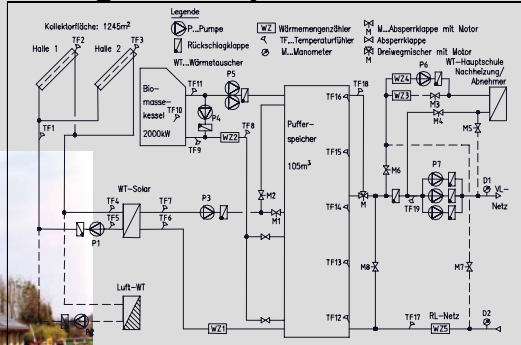 Legende
Kollektorfläche: 1245m²
P...Pumpe
Rückschlagklappe
WT...Wärmetauscher
WZ Wärmemengenzähler
TF...Temperaturfühler
M...Manometer
M...Absperrklappe mit Motor
Absperrklappe
Dreiwegmischer mit Motor
Halle 1
TF2
Halle 2
TF3
TF1
Bio-
masse-
kessel
2000kW
TF10
TF11
P5
P4
TF9
WZ2
TF8
Puffer-
speicher
105m³
TF16
TF15
TF14
TF13
TF12
TF18
WT-Hauptschule
Nachheizung/
Abnehmer
WZ4
P6
WZ3
M3
M4
M5
M6
P7
D1
VL-
Netz
M
TF19
WT-Solar
TF4
TF5
TF7
TF6
P1
P3
M2
M1
M8
M7
Luft-WT
P2
WZ1
TF17
RL-Netz
WZ5
D2